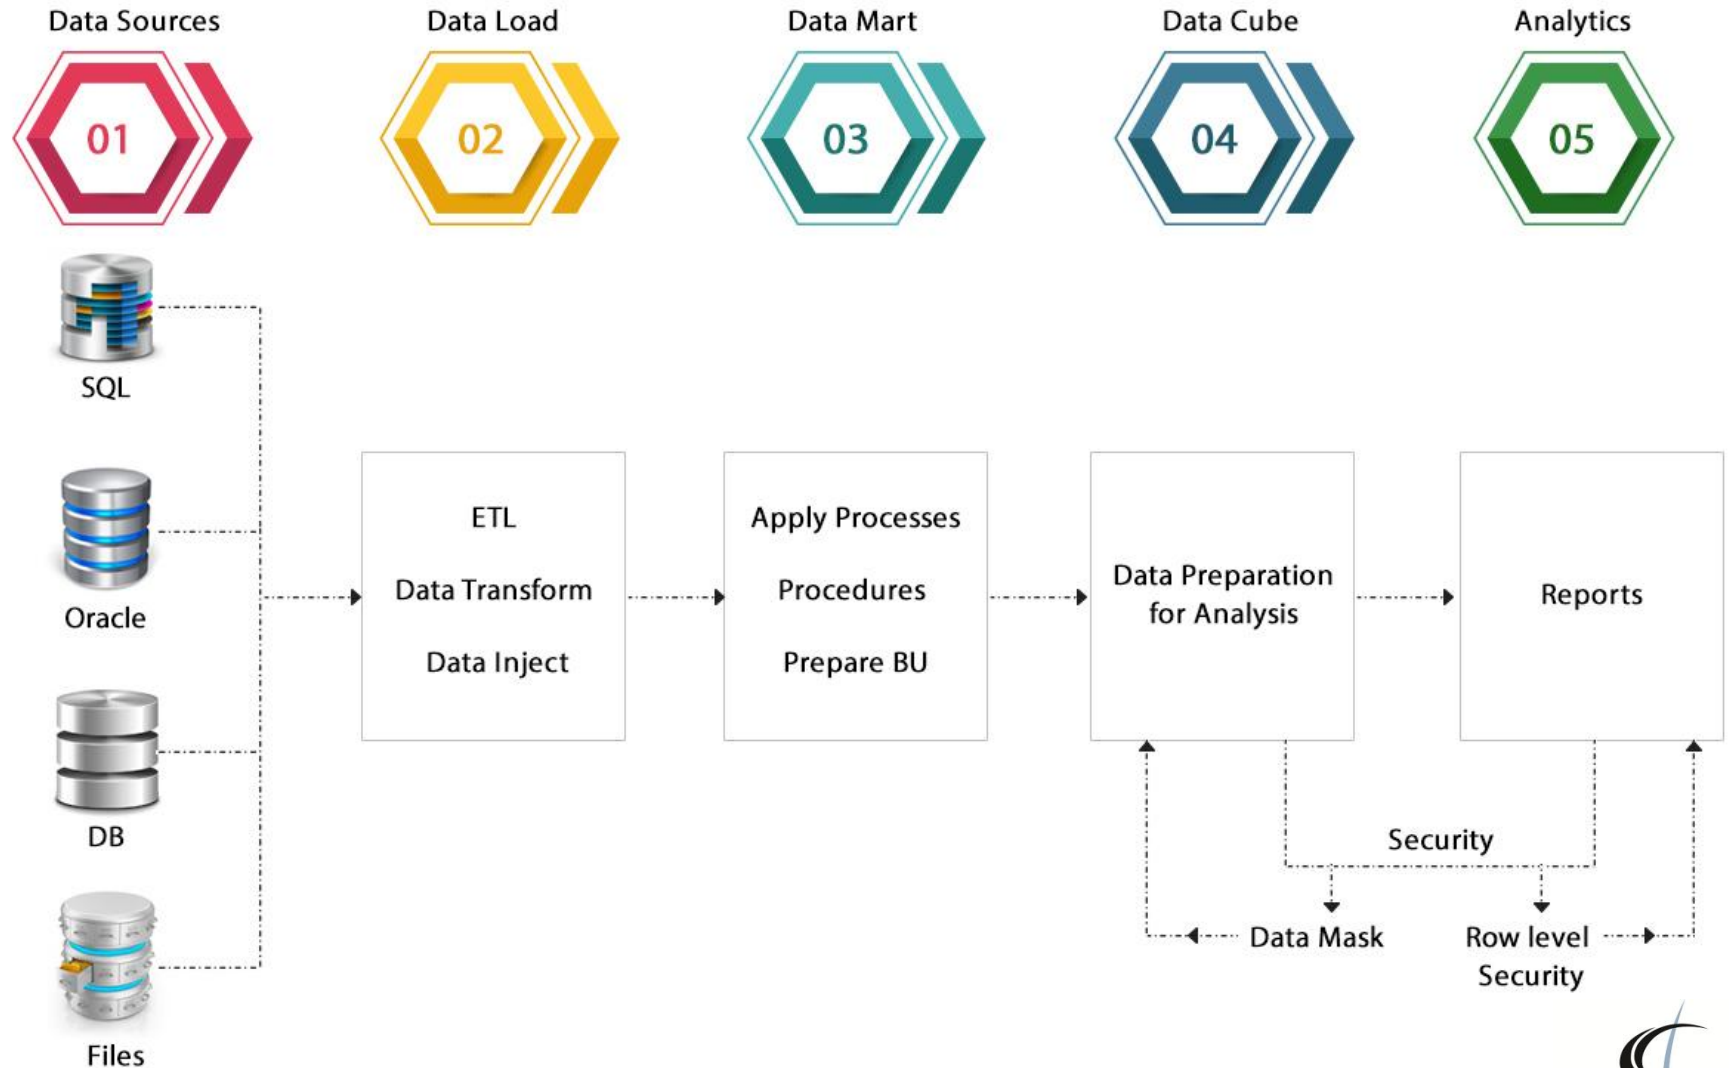 Data Sources
Data Load
Data Mart
Data Cube
Analytics
01
02
03
04
05
SQL
Oracle
DB
Files
ETL
Data Transform
Data Inject
Apply Processes
Procedures
Prepare BU
Data Preparation
for Analysis
Reports
Security
Data Mask
Row level
Security